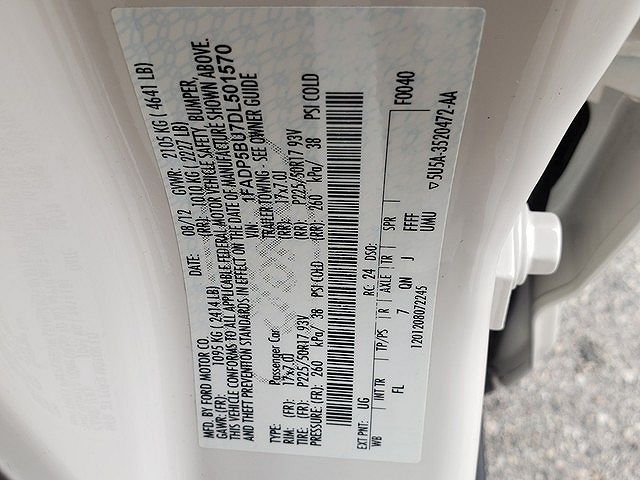 MFD. BY FORD MOTOR CO.
DATE: 08/12 GVWR: 2105 KG ( 4641 LB)
GAWR: (FR): 1095 KG ( 2414 LB) (RR): 1010 KG ( 2227 LB)
THIS VEHICLE CONFORMS TO ALL APPLICABLE FEDERAL MOTOR VEHICLE SAFETY, BUMPER,
AND THEFT PREVENTION STANDARDS IN EFFECT ON THE DATE OF MANUFACTURE SHOWN ABOVE.
VIN: 1FADP5BU7DL501570
TYPE: Passenger Car TRAILER TOWING - SEE OWNER GUIDE
RIM: (FR): 17x7.0J (RR): 17x7.0J
TIRE: (FR): P225/50R17 93V (RR): P225/50R17 93V
PRESSURE: (FR): 260 kPa/ 38 PSI COLD (RR): 260 kPa/ 38 PSI COLD
EXT PNT: UG RC: 24 DSO: F0040
WB INT TR TP/PS R AXLE TR SPR
FL 7 QN J FFFF
UMU
1201208072245 ▽5U5A-3520472-AA